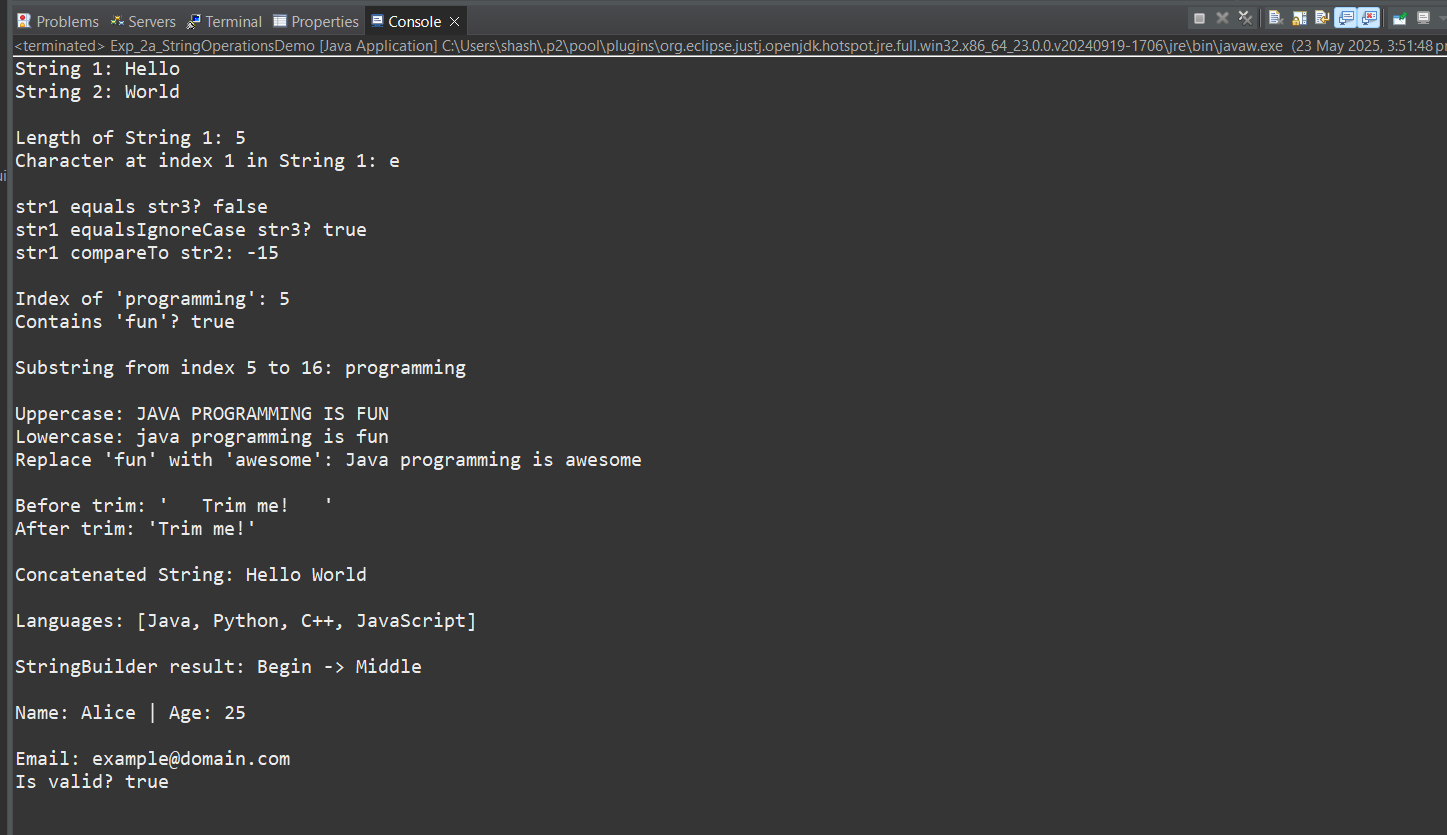 Problems Servers Terminal Properties Console
<terminated> Exp_2a_StringOperationsDemo [Java Application] C:\Users\shash\.p2\pool\plugins\org.eclipse.justj.openjdk.hotspot.jre.full.win32.x86_64_23.0.0.v20240919-1706\jre\bin\javaw.exe (23 May 2025, 3:51:48 p
String 1: Hello
String 2: World
Length of String 1: 5
Character at index 1 in String 1: e
str1 equals str3? false
str1 equalsIgnoreCase str3? true
str1 compareTo str2: -15
Index of 'programming': 5
Contains 'fun'? true
Substring from index 5 to 16: programming
Uppercase: JAVA PROGRAMMING IS FUN
Lowercase: java programming is fun
Replace 'fun' with 'awesome': Java programming is awesome
Before trim: '   Trim me!   '
After trim: 'Trim me!'
Concatenated String: Hello World
Languages: [Java, Python, C++, JavaScript]
StringBuilder result: Begin -> Middle
Name: Alice | Age: 25
Email: example@domain.com
Is valid? true